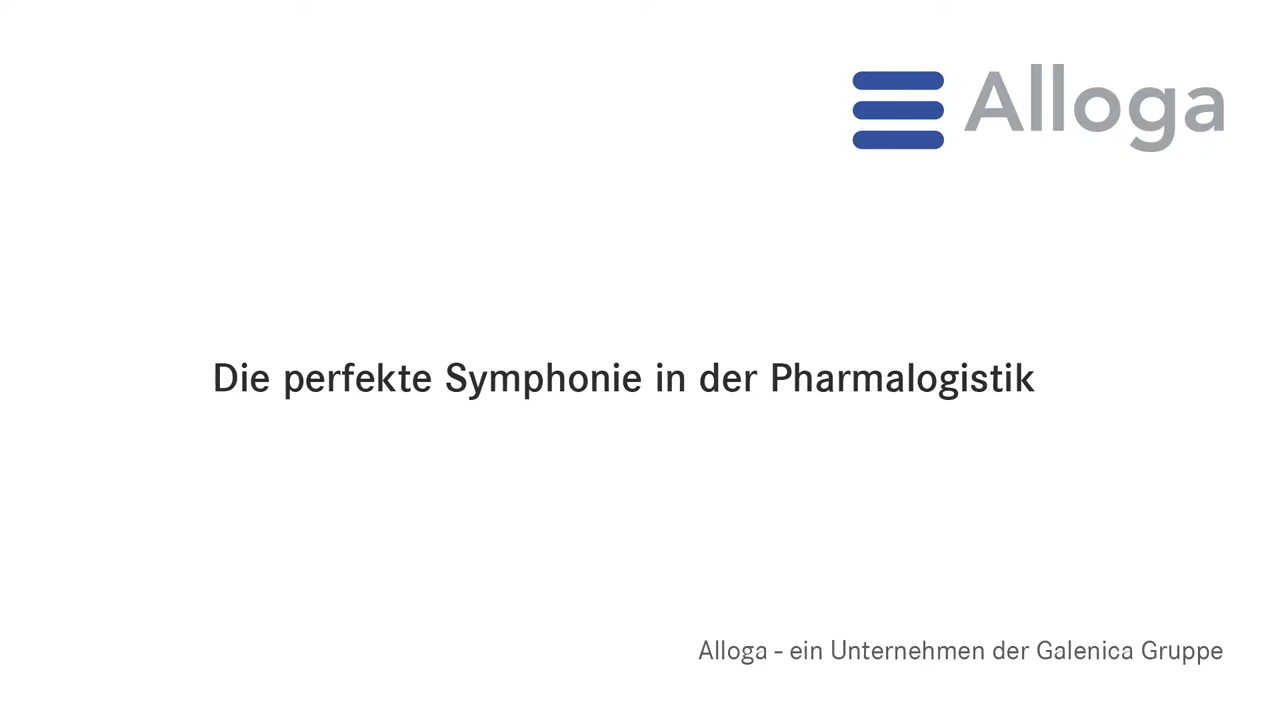 Alloga
Die perfekte Symphonie in der Pharmalogistik
Alloga - ein Unternehmen der Galenica Gruppe